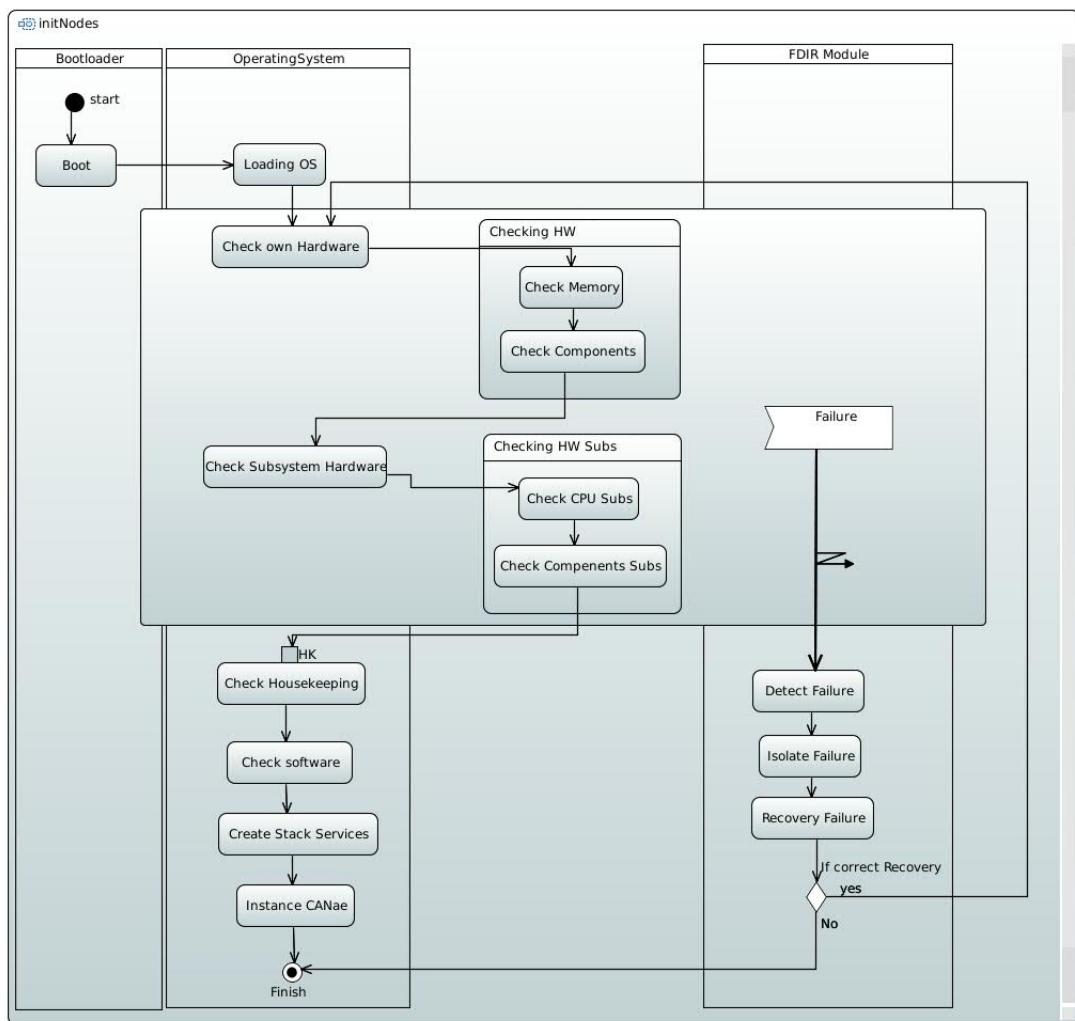 initNodes
Bootloader
OperatingSystem
FDIR Module
start
Boot
Loading OS
Check own Hardware
Checking HW
Check Memory
Check Components
Failure
Check Subsystem Hardware
Checking HW Subs
Check CPU Subs
Check Compenents Subs
HK
Check Housekeeping
Detect Failure
Check software
Isolate Failure
Create Stack Services
Recovery Failure
If correct Recovery
yes
Instance CANae
No
Finish